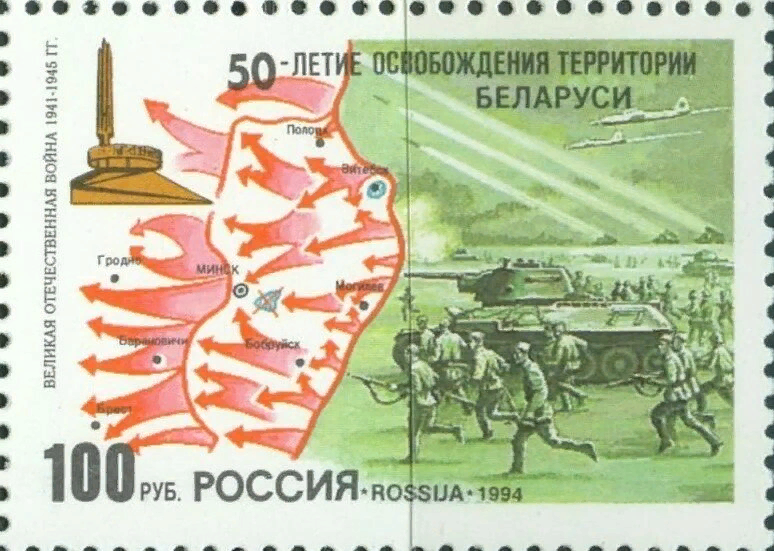 50-ЛЕТИЕ ОСВОБОЖДЕНИЯ ТЕРРИТОРИИ
БЕЛАРУСИ
ВЕЛИКАЯ ОТЕЧЕСТВЕННАЯ ВОЙНА 1941-1945 ГГ.
Полоцк
Витебск
Гродно
МИНСК
Могилев
Барановичи
Бобруйск
Брест
100 РУБ. РОССИЯ★ROSSIJA★1994